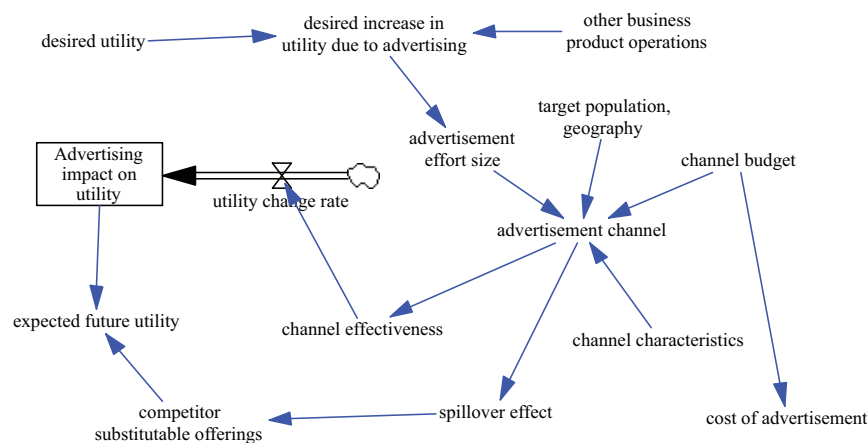 desired utility
desired increase in
utility due to advertising
other business
product operations
target population,
geography
advertisement
effort size
channel budget
Advertising
impact on
utility
utility change rate
advertisement channel
expected future utility
channel effectiveness
channel characteristics
competitor
substitutable offerings
spillover effect
cost of advertisement